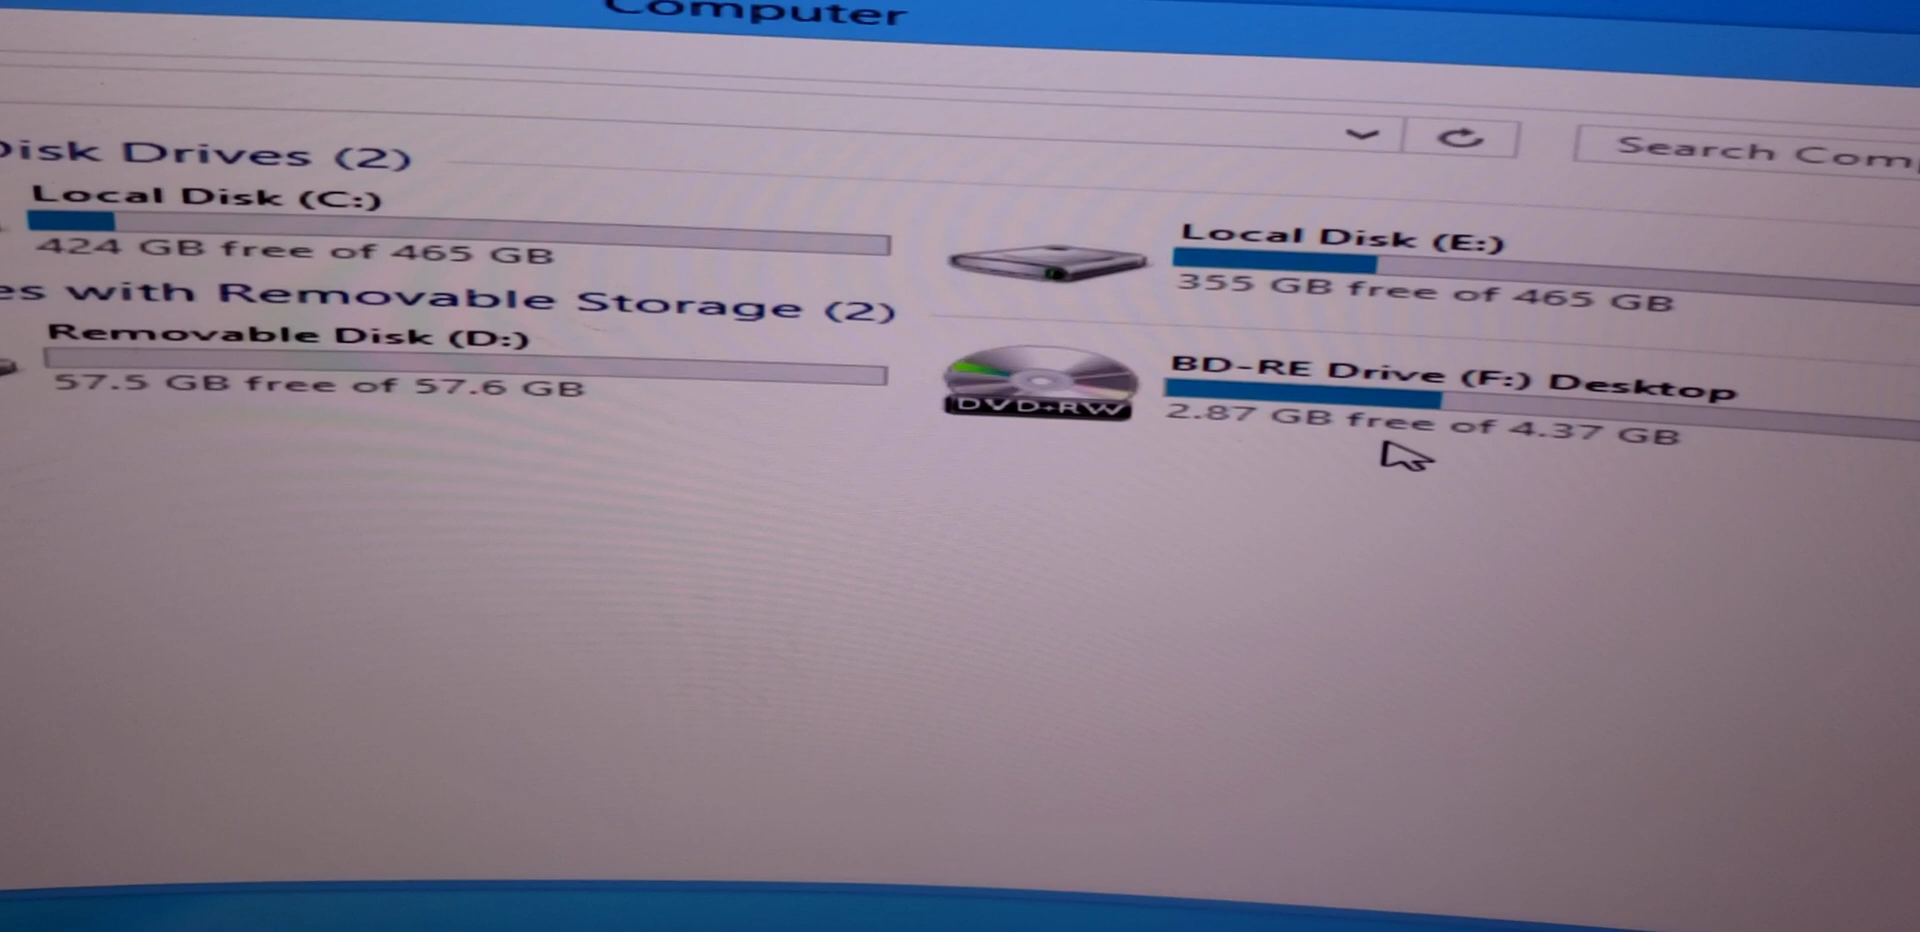 Computer
Search Com
Disk Drives (2)
Local Disk (C:)
424 GB free of 465 GB
Local Disk (E:)
355 GB free of 465 GB
es with Removable Storage (2)
Removable Disk (D:)
57.5 GB free of 57.6 GB
BD-RE Drive (F:) Desktop
DVD+RW
2.87 GB free of 4.37 GB